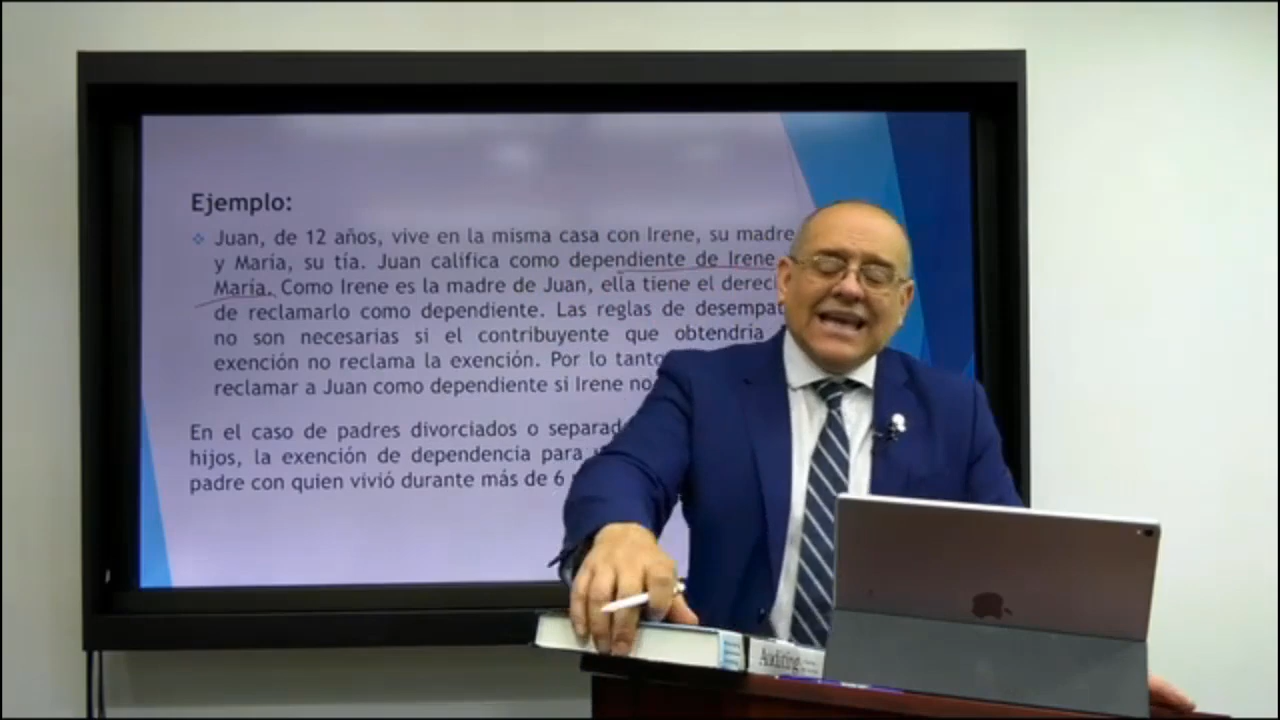 Ejemplo:
Juan, de 12 años, vive en la misma casa con Irene, su madre
y Maria, su tía. Juan califica como dependiente de Irene
María. Como Irene es la madre de Juan, ella tiene el
de reclamarlo como dependiente. Las reglas de
no son necesarias si el contribuyente que obtendría
exención no reclama la exención. Por lo tanto
reclamar a Juan como dependiente si Irene no
En el caso de padres divorciados o
hijos, la exención de dependencia para
padre con quien vivió durante más de 6
Auditing